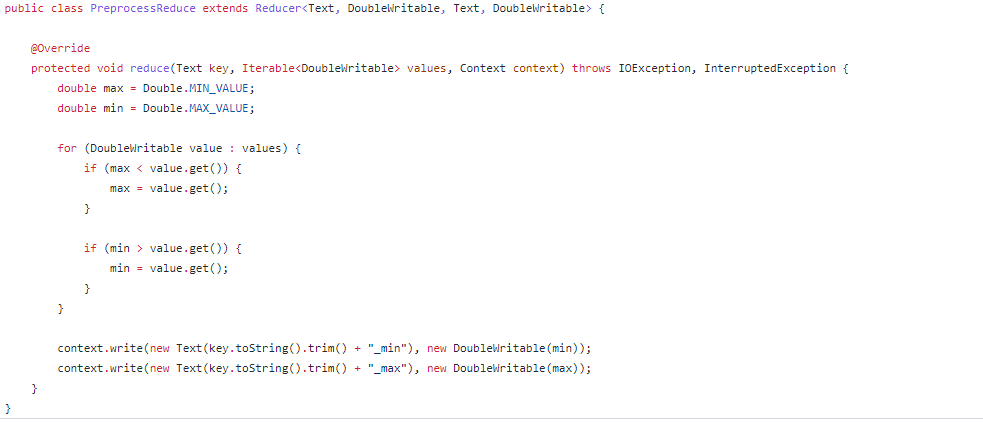 public class PreprocessReduce extends Reducer<Text, DoubleWritable, Text, DoubleWritable> {

    @Override
    protected void reduce(Text key, Iterable<DoubleWritable> values, Context context) throws IOException, InterruptedException {
        double max = Double.MIN_VALUE;
        double min = Double.MAX_VALUE;

        for (DoubleWritable value : values) {
            if (max < value.get()) {
                max = value.get();
            }

            if (min > value.get()) {
                min = value.get();
            }
        }

        context.write(new Text(key.toString().trim() + "_min"), new DoubleWritable(min));
        context.write(new Text(key.toString().trim() + "_max"), new DoubleWritable(max));
    }
}